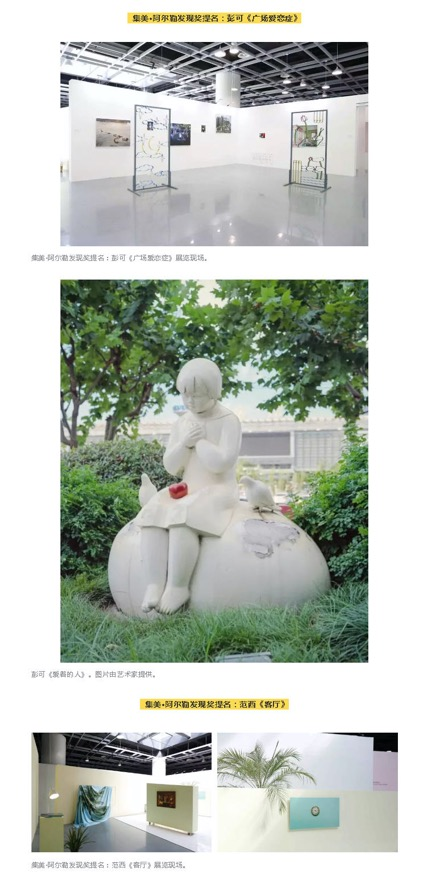 集美•阿尔勒发现奖提名：彭可《广场爱恋症》
集美·阿尔勒发现奖提名：彭可《广场爱恋症》展览现场。
彭可《爱着的人》。图片由艺术家提供。
集美•阿尔勒发现奖提名：范西《客厅》
集美·阿尔勒发现奖提名：范西《客厅》展览现场。